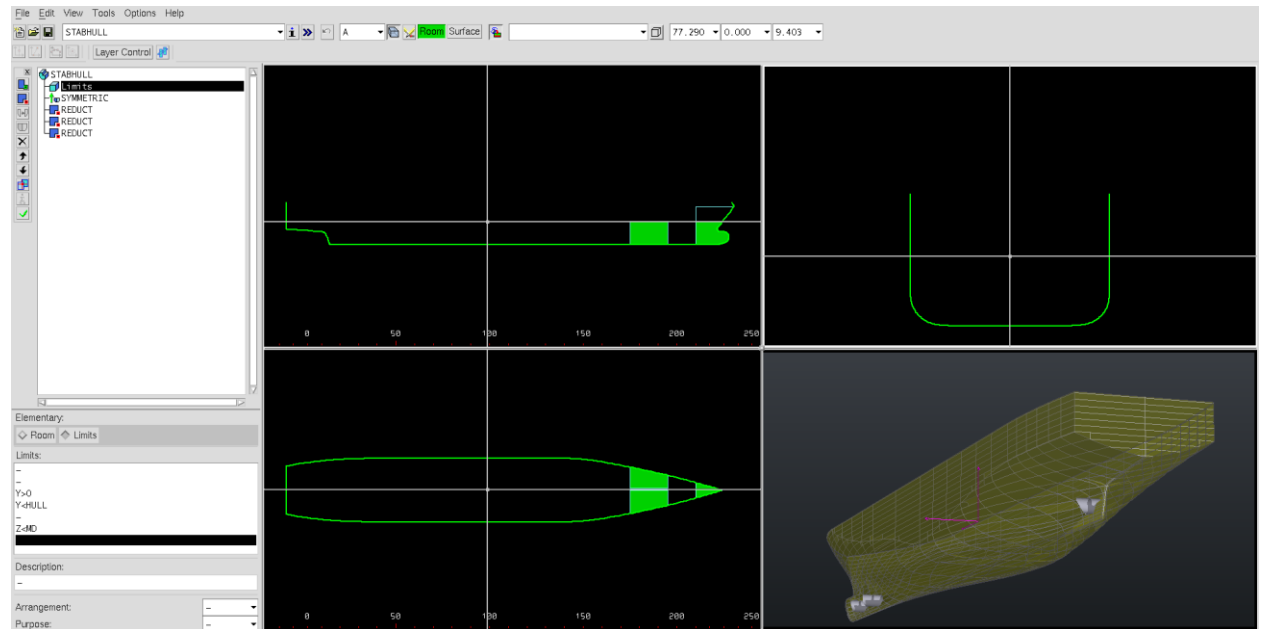 File Edit View Tools Options Help
STABHULL A Room Surface 77.290 0.000 9.403
Layer Control
STABHULL
Limits
SYMMETRIC
REDUCT
REDUCT
REDUCT
0 50 100 150 200 250
Elementary:
Room Limits
Limits:
–
–
Y>0
Y<HULL
–
Z<MD
Description:
–
Arrangement: –
Purpose: –
0 50 100 150 200 250